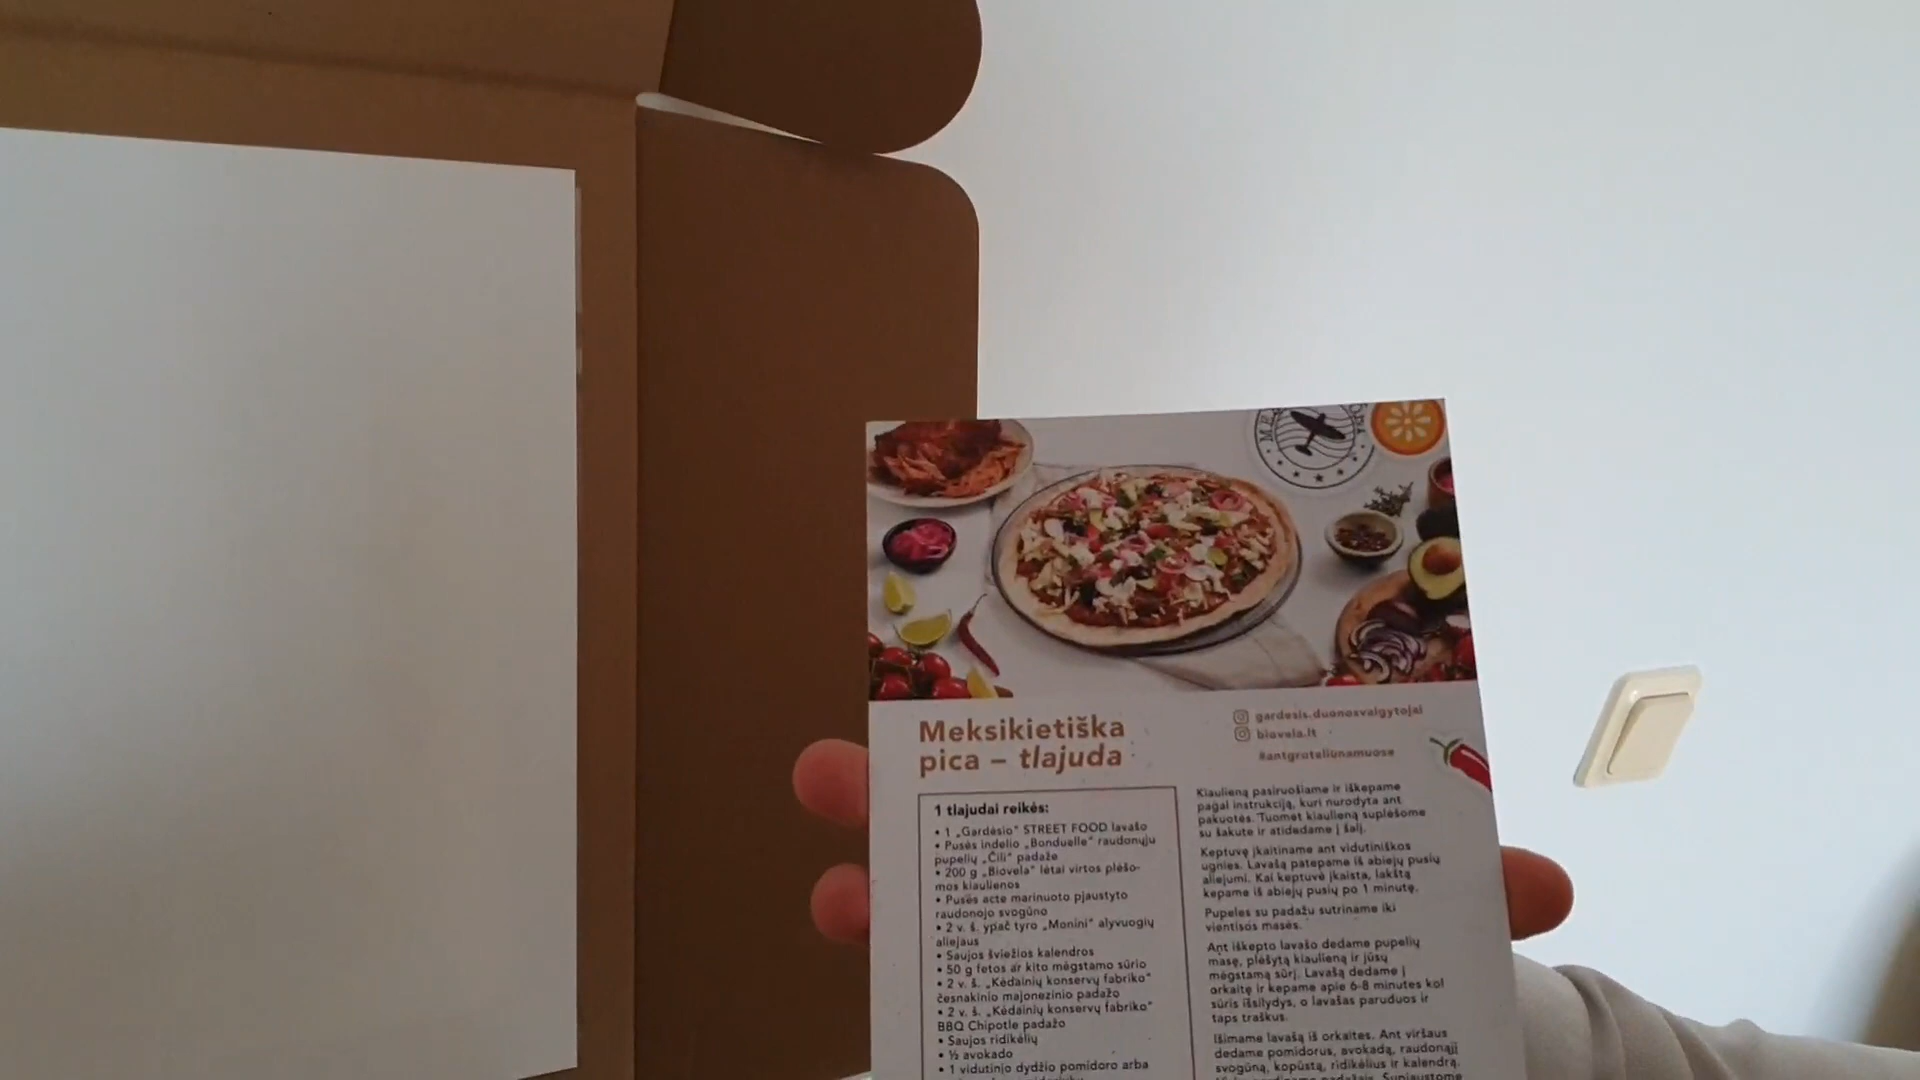 Meksikietiška
pica – tlajuda
gardesis.duonosvalgytojai
biovela.lt
#antgroteliunamuose
1 tlajudai reikės:
• 1 „Gardėsio“ STREET FOOD lavašo
• Pusės indelio „Bonduelle“ raudonųjų
pupelių „Čili“ padaže
• 200 g „Biovela“ lėtai virtos plėšo-
mos kiaulienos
• Pusės acte marinuoto pjaustyto
raudonojo svogūno
• 2 v. š. ypač tyro „Monini“ alyvuogių
aliejaus
• Saujos šviežios kalendros
• 50 g fetos ar kito mėgstamo sūrio
• 2 v. š. „Kėdainių konservų fabriko“
česnakinio majonezinio padažo
• 2 v. š. „Kėdainių konservų fabriko“
BBQ Chipotle padažo
• Saujos ridikėlių
• ½ avokado
• 1 vidutinio dydžio pomidoro arba
Kiaulieną pasiruošiame ir iškepame
pagal instrukciją, kuri nurodyta ant
pakuotės. Tuomet kiaulieną suplėšome
su šakute ir atidedame į šalį.
Keptuvę įkaitiname ant vidutiniškos
ugnies. Lavašą patepame iš abiejų pusių
aliejumi. Kai keptuvė įkaista, lakštą
kepame iš abiejų pusių po 1 minutę.
Pupeles su padažu sutriname iki
vientisos masės.
Ant iškepto lavašo dedame pupelių
masę, plėšytą kiaulieną ir jūsų
mėgstamą sūrį. Lavašą dedame į
orkaitę ir kepame apie 6-8 minutes kol
sūris išsilydys, o lavašas paruduos ir
taps traškus.
Išimame lavašą iš orkaitės. Ant viršaus
dedame pomidorus, avokadą, raudonąjį
svogūną, kopūstą, ridikėlius ir kalendrą.